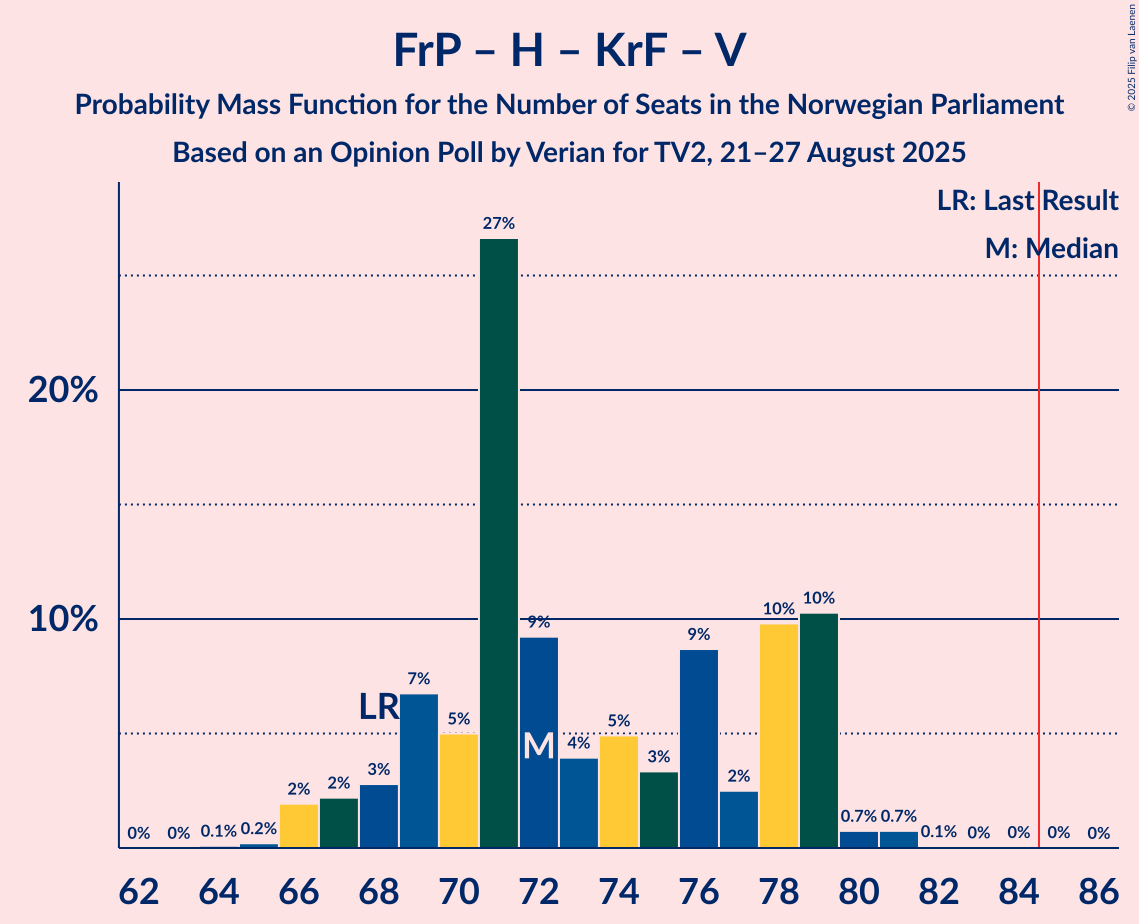 FrP – H – KrF – V
Probability Mass Function for the Number of Seats in the Norwegian Parliament
Based on an Opinion Poll by Verian for TV2, 21–27 August 2025
© 2025 Filip van Laenen
LR: Last Result
M: Median
27%
20%
10%
10% 10%
9% 9%
7%
LR
5% 5%
M 4%
3% 3%
2% 2% 2%
0% 0% 0.1% 0.2% 0.7% 0.7% 0.1% 0% 0% 0% 0%
62 64 66 68 70 72 74 76 78 80 82 84 86